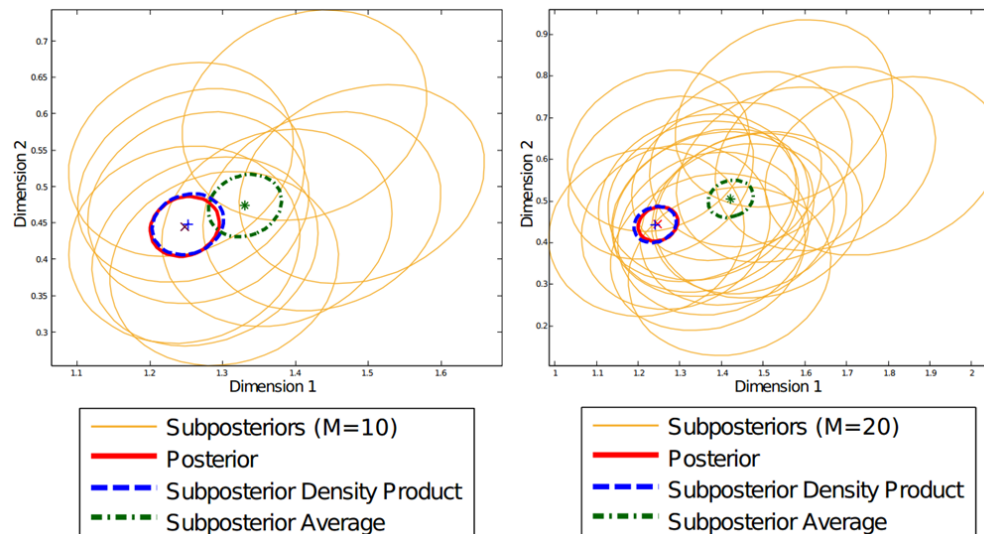 0.7
0.65
0.6
0.55
0.5
0.45
0.4
0.35
0.3
Dimension 2
1.1 1.2 1.3 1.4 1.5 1.6
Dimension 1
Subposteriors (M=10)
Posterior
Subposterior Density Product
Subposterior Average
0.9
0.8
0.7
0.6
0.5
0.4
0.3
0.2
Dimension 2
1 1.1 1.2 1.3 1.4 1.5 1.6 1.7 1.8 1.9 2
Dimension 1
Subposteriors (M=20)
Posterior
Subposterior Density Product
Subposterior Average